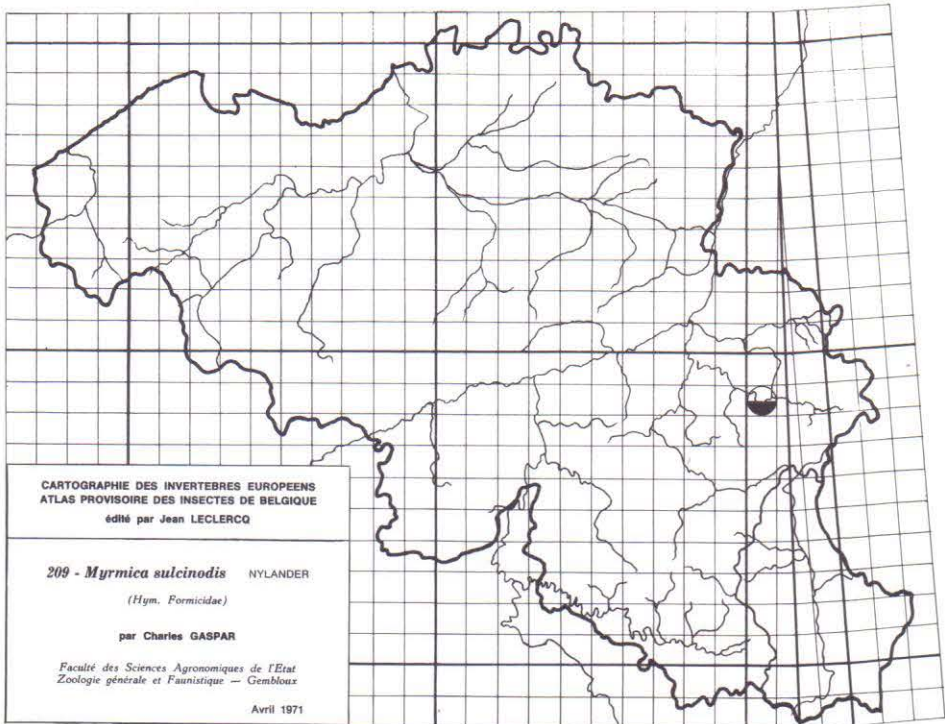 CARTOGRAPHIE DES INVERTEBRES EUROPEENS
ATLAS PROVISOIRE DES INSECTES DE BELGIQUE
édité par Jean LECLERCQ
209 - Myrmica sulcinodis NYLANDER
(Hym. Formicidae)
par Charles GASPAR
Faculté des Sciences Agronomiques de l'Etat
Zoologie générale et Faunistique — Gembloux
Avril 1971